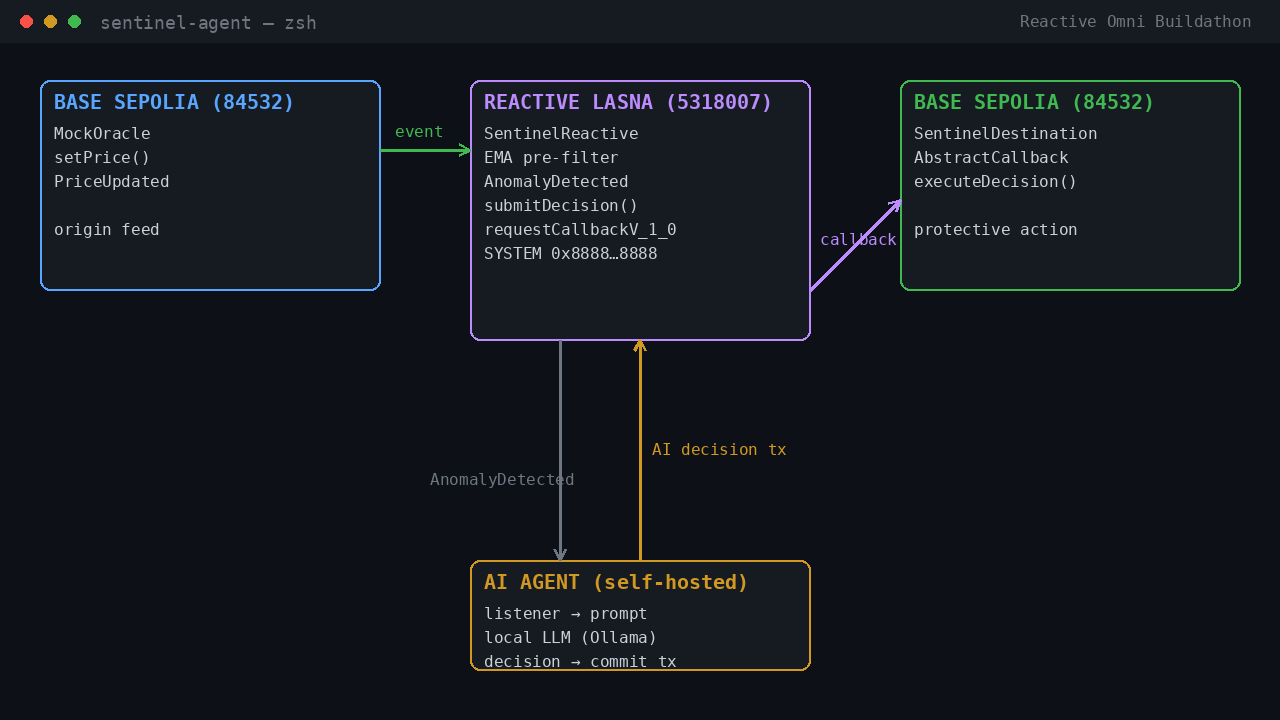 sentinel-agent — zsh
Reactive Omni Buildathon
BASE SEPOLIA (84532)
MockOracle
setPrice()
PriceUpdated
origin feed
event
REACTIVE LASNA (5318007)
SentinelReactive
EMA pre-filter
AnomalyDetected
submitDecision()
requestCallbackV_1_0
SYSTEM 0x8888…8888
callback
BASE SEPOLIA (84532)
SentinelDestination
AbstractCallback
executeDecision()
protective action
AI decision tx
AnomalyDetected
AI AGENT (self-hosted)
listener → prompt
local LLM (Ollama)
decision → commit tx